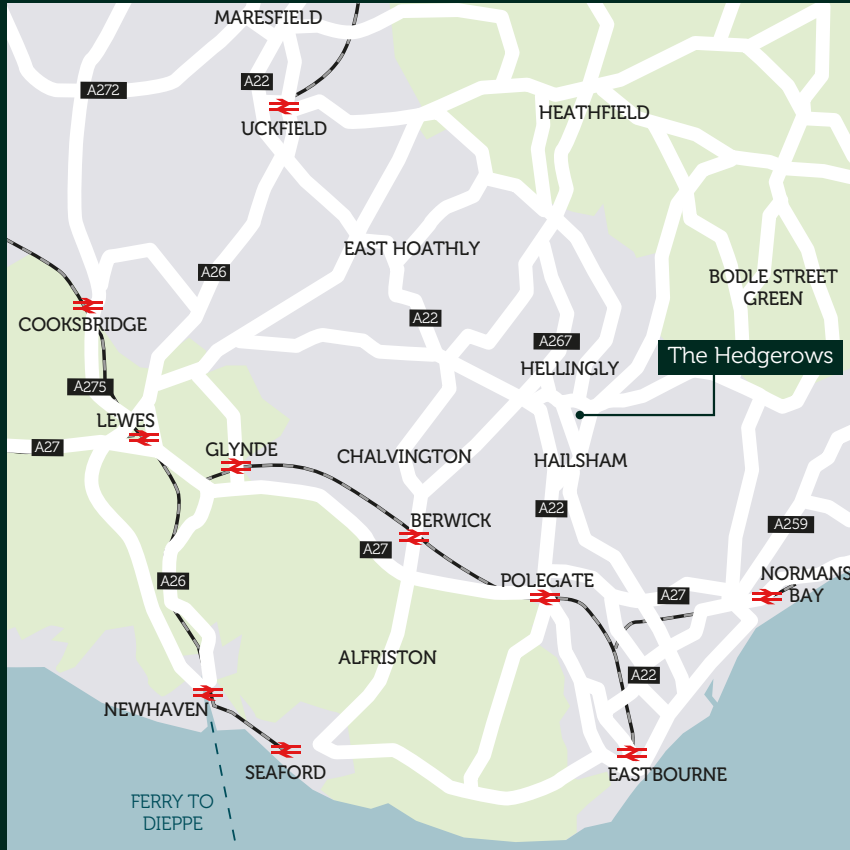 MARESFIELD
A22
A272
UCKFIELD
HEATHFIELD
EAST HOATHLY
A26
BODLE STREET
GREEN
A22
COOKSBRIDGE
A267
The Hedgerows
HELLINGLY
A275
LEWES
A27
GLYNDE
CHALVINGTON
HAILSHAM
A22
BERWICK
A259
A27
NORMANS
BAY
A26
POLEGATE
A27
ALFRISTON
A22
NEWHAVEN
SEAFORD
EASTBOURNE
FERRY TO
DIEPPE